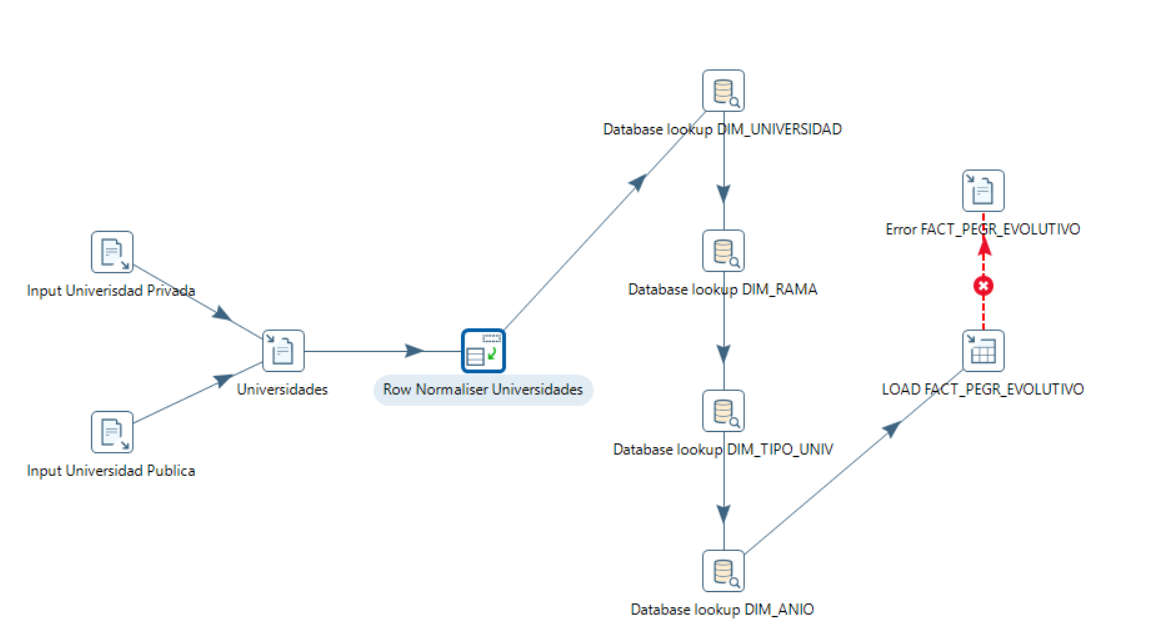 Database lookup DIM_UNIVERSIDAD
Error FACT_PEGR_EVOLUTIVO
Input Univerisdad Privada
Database lookup DIM_RAMA
Universidades
Row Normaliser Universidades
LOAD FACT_PEGR_EVOLUTIVO
Input Universidad Publica
Database lookup DIM_TIPO_UNIV
Database lookup DIM_ANIO